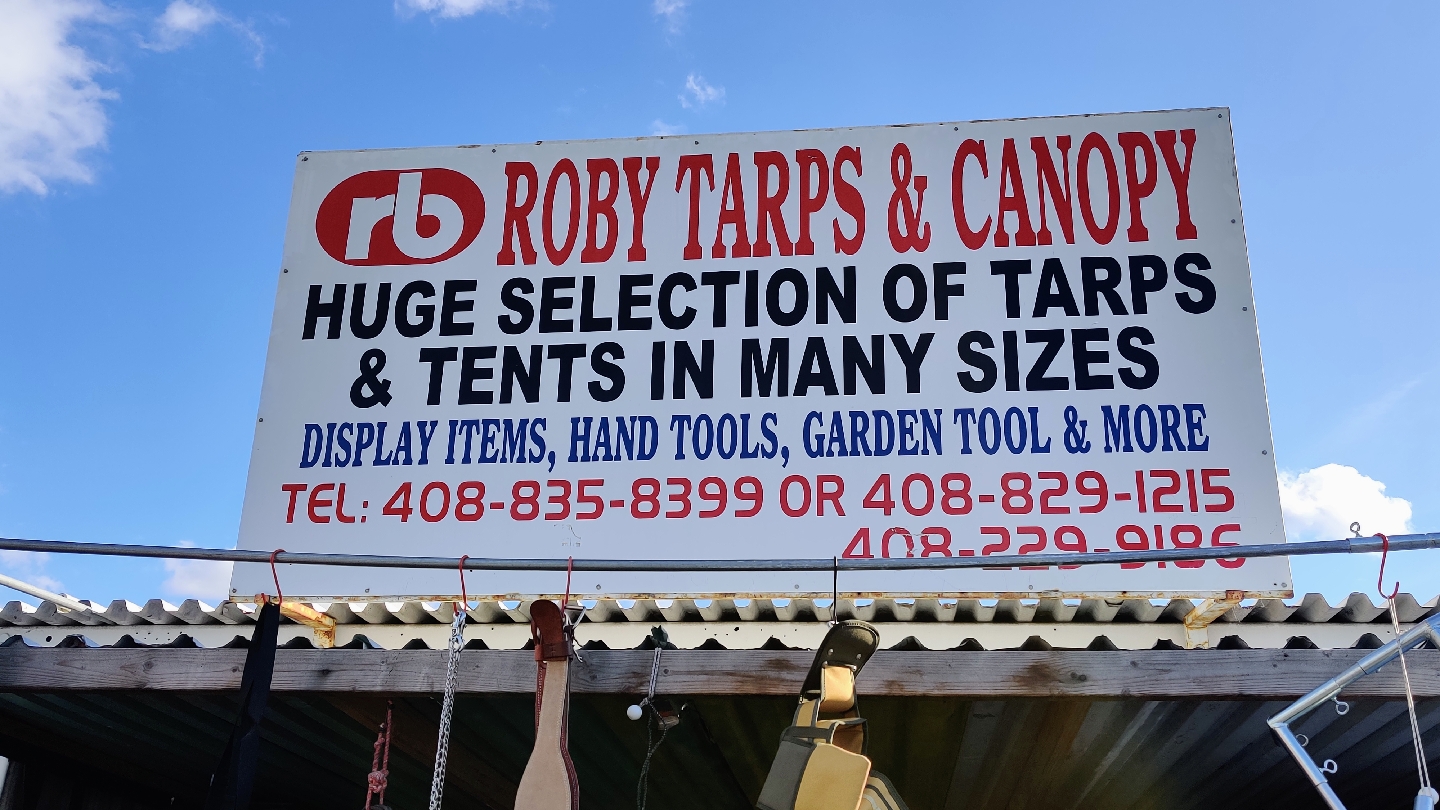 rb ROBY TARPS & CANOPY
HUGE SELECTION OF TARPS
& TENTS IN MANY SIZES
DISPLAY ITEMS, HAND TOOLS, GARDEN TOOL & MORE
TEL: 408-835-8399 OR 408-829-1215
408-229-9186